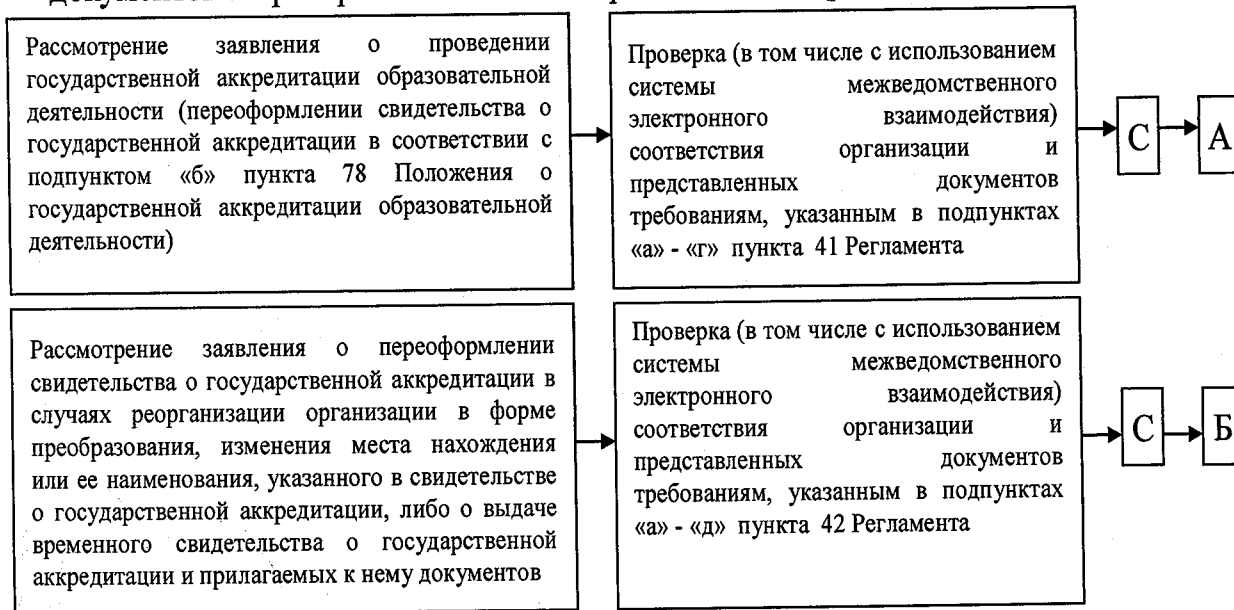 Рассмотрение заявления о проведении
государственной аккредитации образовательной
деятельности (переоформлении свидетельства о
государственной аккредитации в соответствии с
подпунктом «б» пункта 78 Положения о
государственной аккредитации образовательной
деятельности)
Проверка (в том числе с использованием
системы межведомственного
электронного взаимодействия)
соответствия организации и
представленных документов
требованиям, указанным в подпунктах
«а» - «г» пункта 41 Регламента
С
А
Рассмотрение заявления о переоформлении
свидетельства о государственной аккредитации в
случаях реорганизации организации в форме
преобразования, изменения места нахождения
или ее наименования, указанного в свидетельстве
о государственной аккредитации, либо о выдаче
временного свидетельства о государственной
аккредитации и прилагаемых к нему документов
Проверка (в том числе с использованием
системы межведомственного
электронного взаимодействия)
соответствия организации и
представленных документов
требованиям, указанным в подпунктах
«а» - «д» пункта 42 Регламента
С
Б